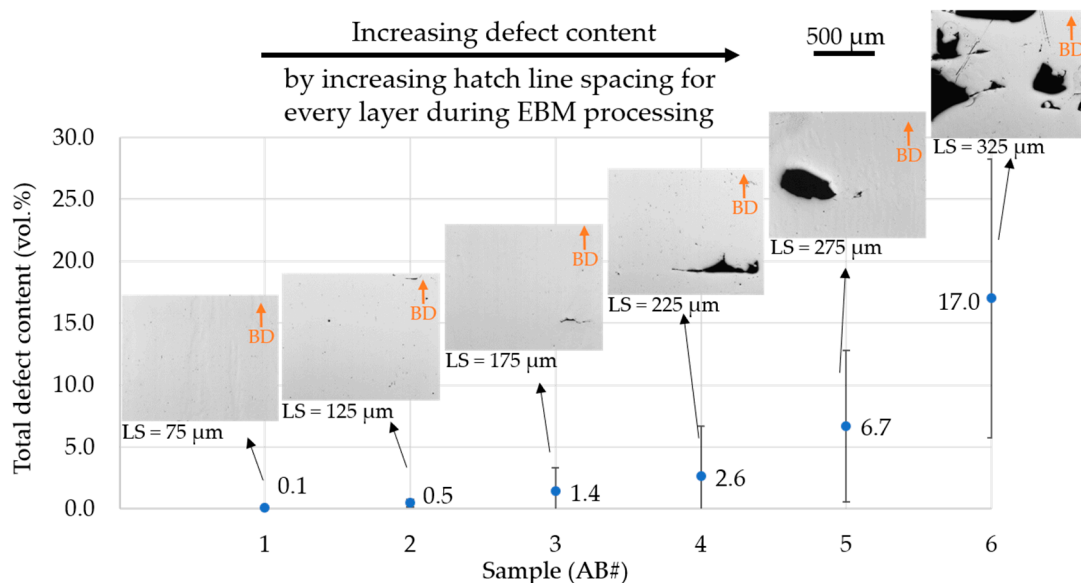 Increasing defect content
by increasing hatch line spacing for
every layer during EBM processing
500 µm
BD
LS = 325 µm
BD
LS = 275 µm
BD
LS = 225 µm
BD
LS = 175 µm
BD
LS = 125 µm
BD
LS = 75 µm
Total defect content (vol.%)
30.0
25.0
20.0
15.0
10.0
5.0
0.0
0.1
0.5
1.4
2.6
6.7
17.0
1 2 3 4 5 6
Sample (AB#)